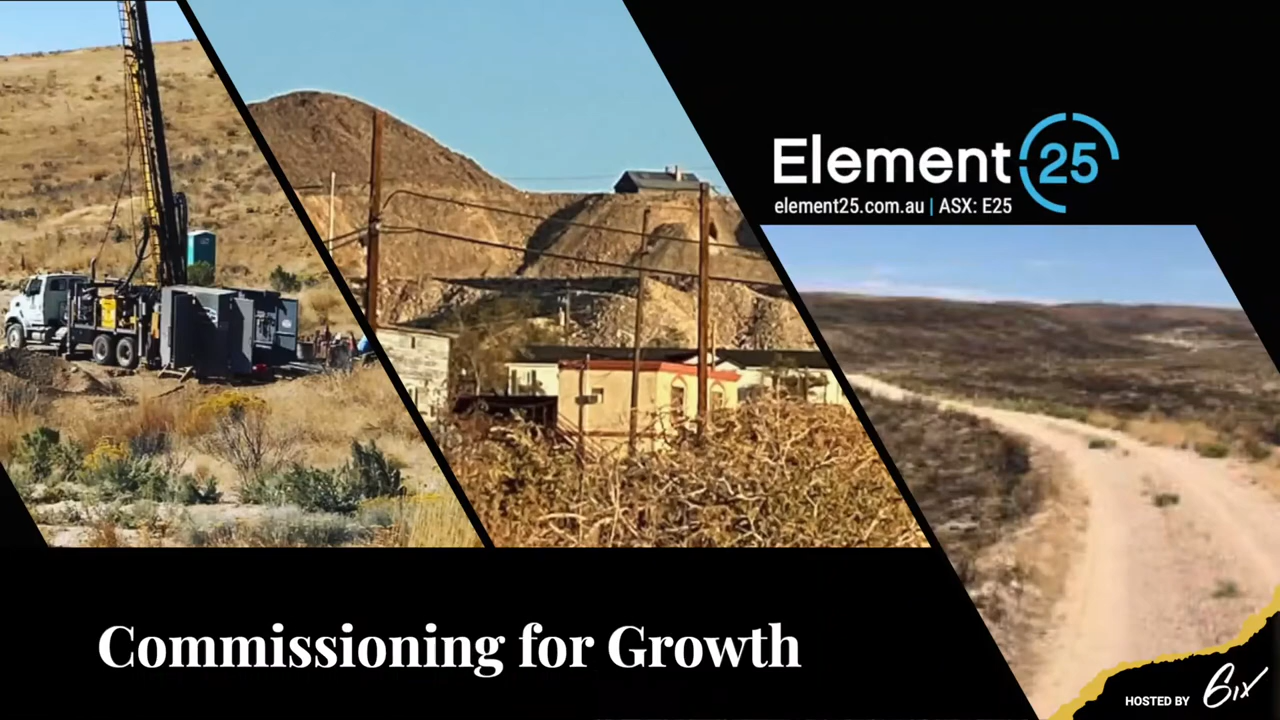 Element 25
element25.com.au | ASX: E25
Commissioning for Growth
HOSTED BY 6ix